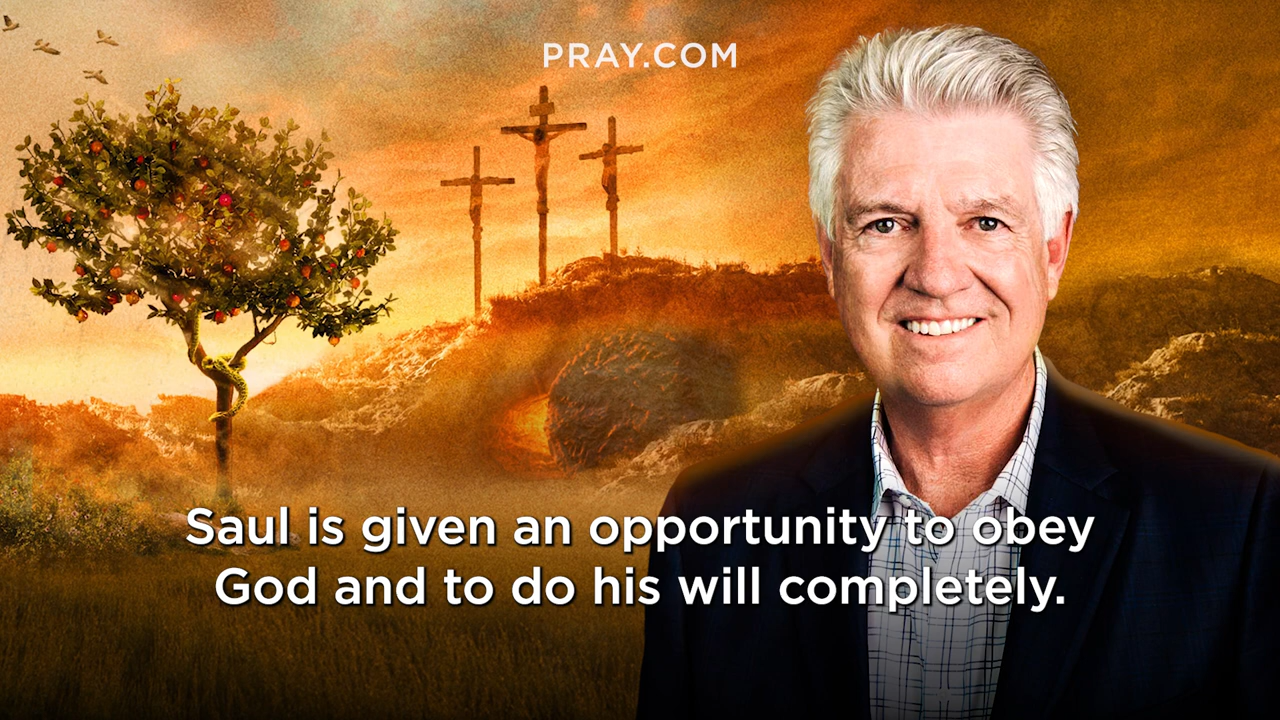 PRAY.COM
Saul is given an opportunity to obey
God and to do his will completely.